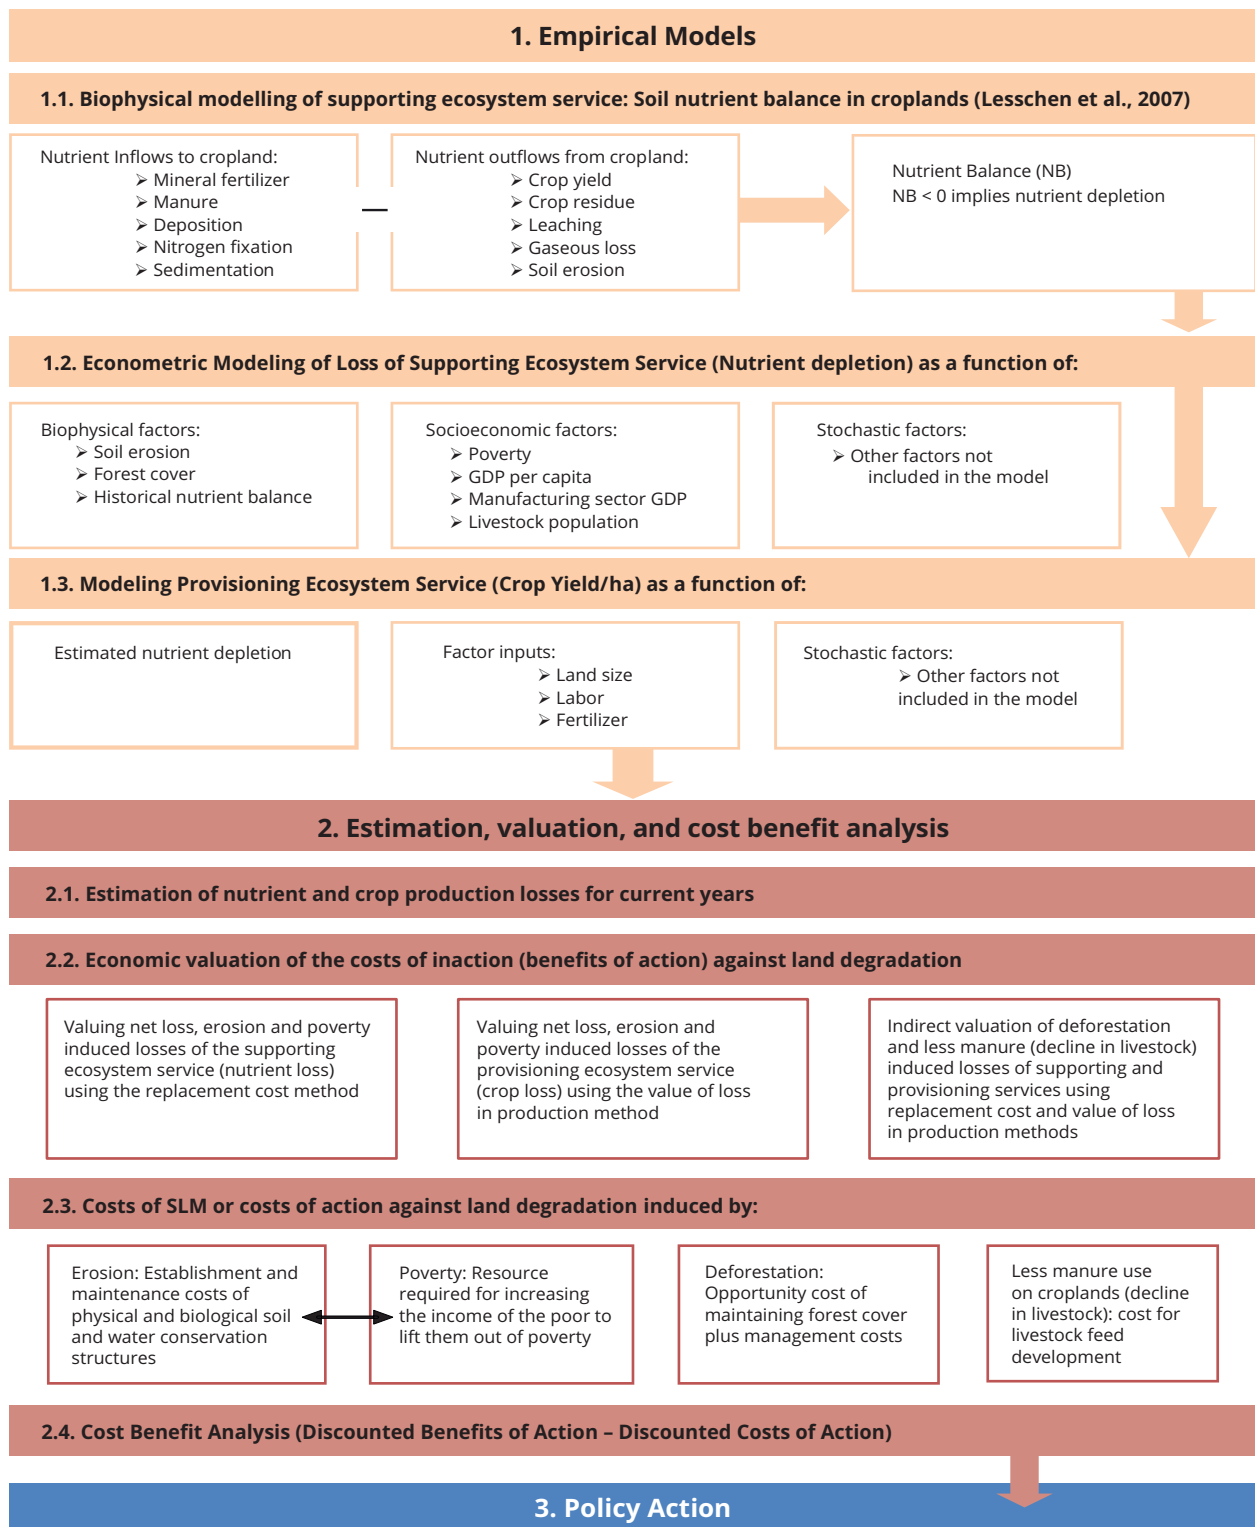 1. Empirical Models
1.1. Biophysical modelling of supporting ecosystem service: Soil nutrient balance in croplands (Lesschen et al., 2007)
Nutrient Inflows to cropland:
➢ Mineral fertilizer
➢ Manure
➢ Deposition
➢ Nitrogen fixation
➢ Sedimentation
—
Nutrient outflows from cropland:
➢ Crop yield
➢ Crop residue
➢ Leaching
➢ Gaseous loss
➢ Soil erosion
Nutrient Balance (NB)
NB < 0 implies nutrient depletion
1.2. Econometric Modeling of Loss of Supporting Ecosystem Service (Nutrient depletion) as a function of:
Biophysical factors:
➢ Soil erosion
➢ Forest cover
➢ Historical nutrient balance
Socioeconomic factors:
➢ Poverty
➢ GDP per capita
➢ Manufacturing sector GDP
➢ Livestock population
Stochastic factors:
➢ Other factors not
included in the model
1.3. Modeling Provisioning Ecosystem Service (Crop Yield/ha) as a function of:
Estimated nutrient depletion
Factor inputs:
➢ Land size
➢ Labor
➢ Fertilizer
Stochastic factors:
➢ Other factors not
included in the model
2. Estimation, valuation, and cost benefit analysis
2.1. Estimation of nutrient and crop production losses for current years
2.2. Economic valuation of the costs of inaction (benefits of action) against land degradation
Valuing net loss, erosion and poverty
induced losses of the supporting
ecosystem service (nutrient loss)
using the replacement cost method
Valuing net loss, erosion and
poverty induced losses of the
provisioning ecosystem service
(crop loss) using the value of loss
in production method
Indirect valuation of deforestation
and less manure (decline in livestock)
induced losses of supporting and
provisioning services using
replacement cost and value of loss
in production methods
2.3. Costs of SLM or costs of action against land degradation induced by:
Erosion: Establishment and
maintenance costs of
physical and biological soil
and water conservation
structures
Poverty: Resource
required for increasing
the income of the poor to
lift them out of poverty
Deforestation:
Opportunity cost of
maintaining forest cover
plus management costs
Less manure use
on croplands (decline
in livestock): cost for
livestock feed
development
2.4. Cost Benefit Analysis (Discounted Benefits of Action – Discounted Costs of Action)
3. Policy Action